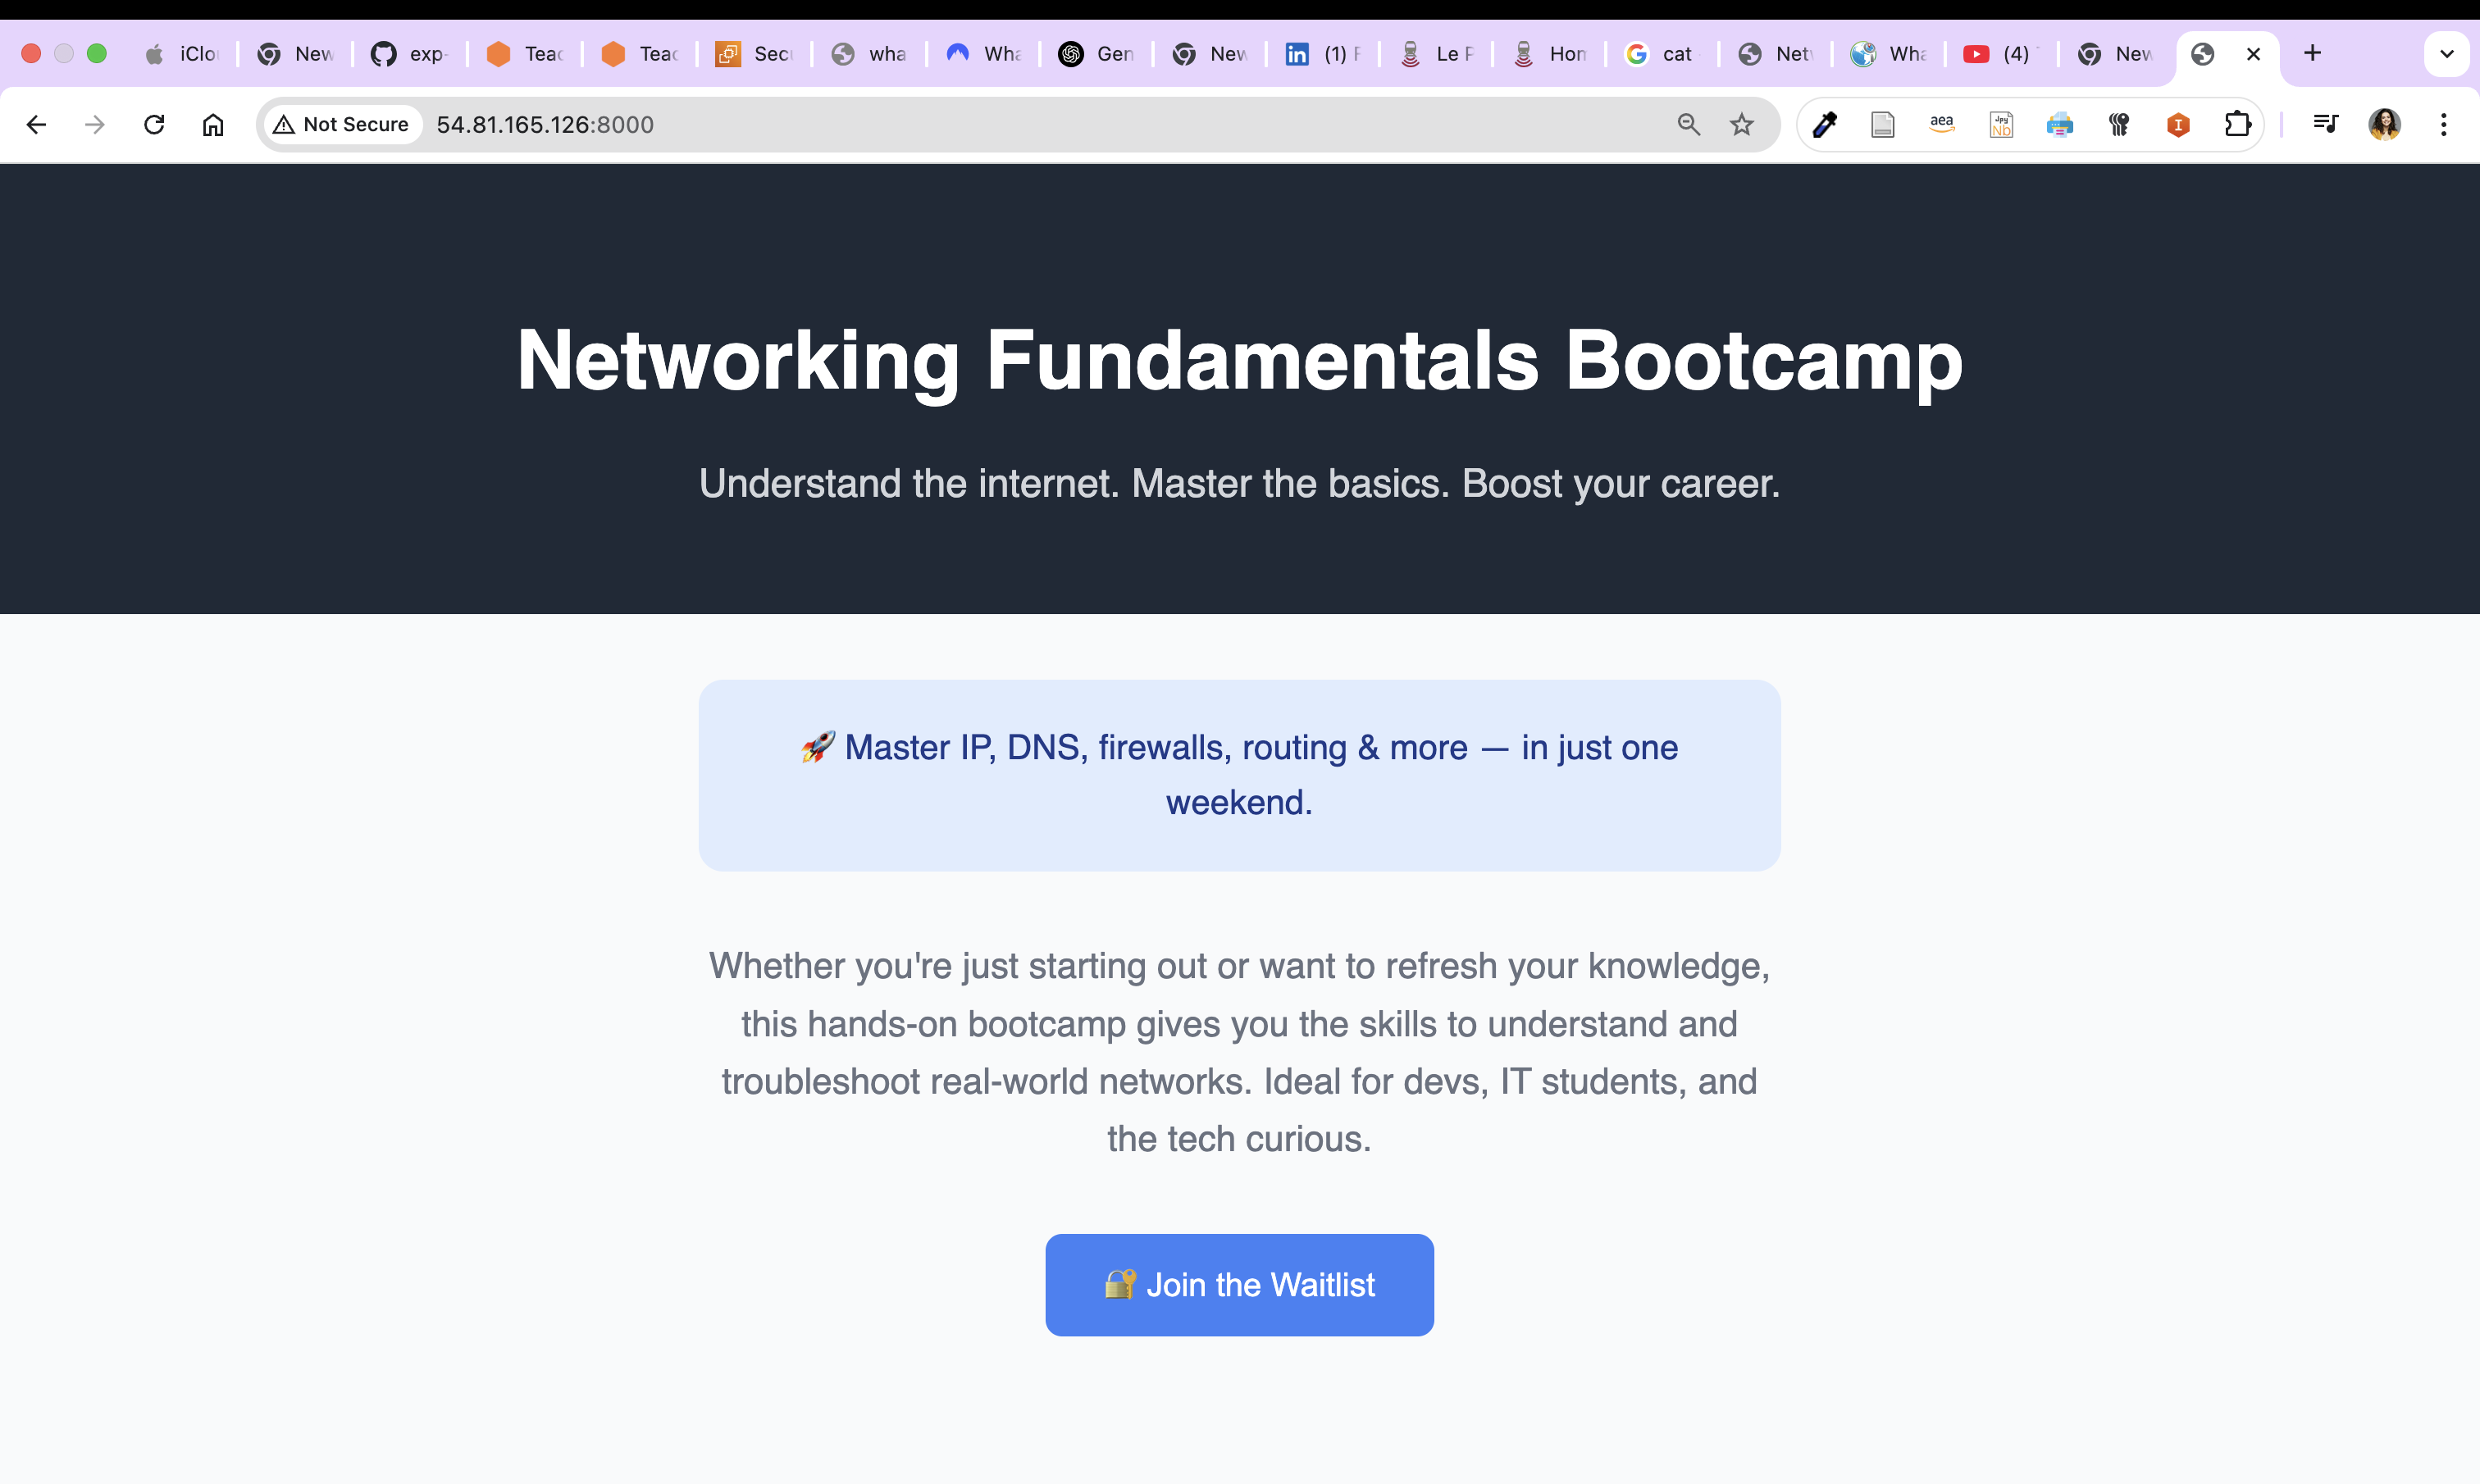 iClo
New
exp-
Teac
Teac
Sec
wha
Wha
Gen
New
(1) F
Le P
Hom
cat
Net
Wha
(4)
New
Not Secure 54.81.165.126:8000
aea
Networking Fundamentals Bootcamp
Understand the internet. Master the basics. Boost your career.
🚀 Master IP, DNS, firewalls, routing & more — in just one
weekend.
Whether you're just starting out or want to refresh your knowledge,
this hands-on bootcamp gives you the skills to understand and
troubleshoot real-world networks. Ideal for devs, IT students, and
the tech curious.
🔐 Join the Waitlist